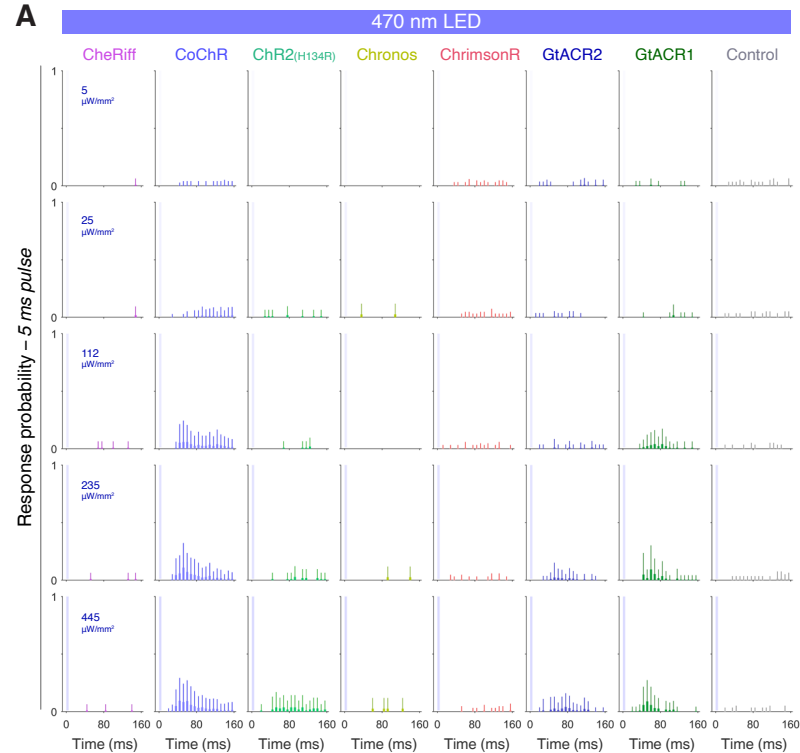 A
470 nm LED
CheRiff CoChR ChR2(H134R) Chronos ChrimsonR GtACR2 GtACR1 Control
Response probability – 5 ms pulse
1
5
µW/mm²
0
1
25
µW/mm²
0
1
112
µW/mm²
0
1
235
µW/mm²
0
1
445
µW/mm²
0
0 80 160 0 80 160 0 80 160 0 80 160 0 80 160 0 80 160 0 80 160 0 80 160
Time (ms) Time (ms) Time (ms) Time (ms) Time (ms) Time (ms) Time (ms) Time (ms)